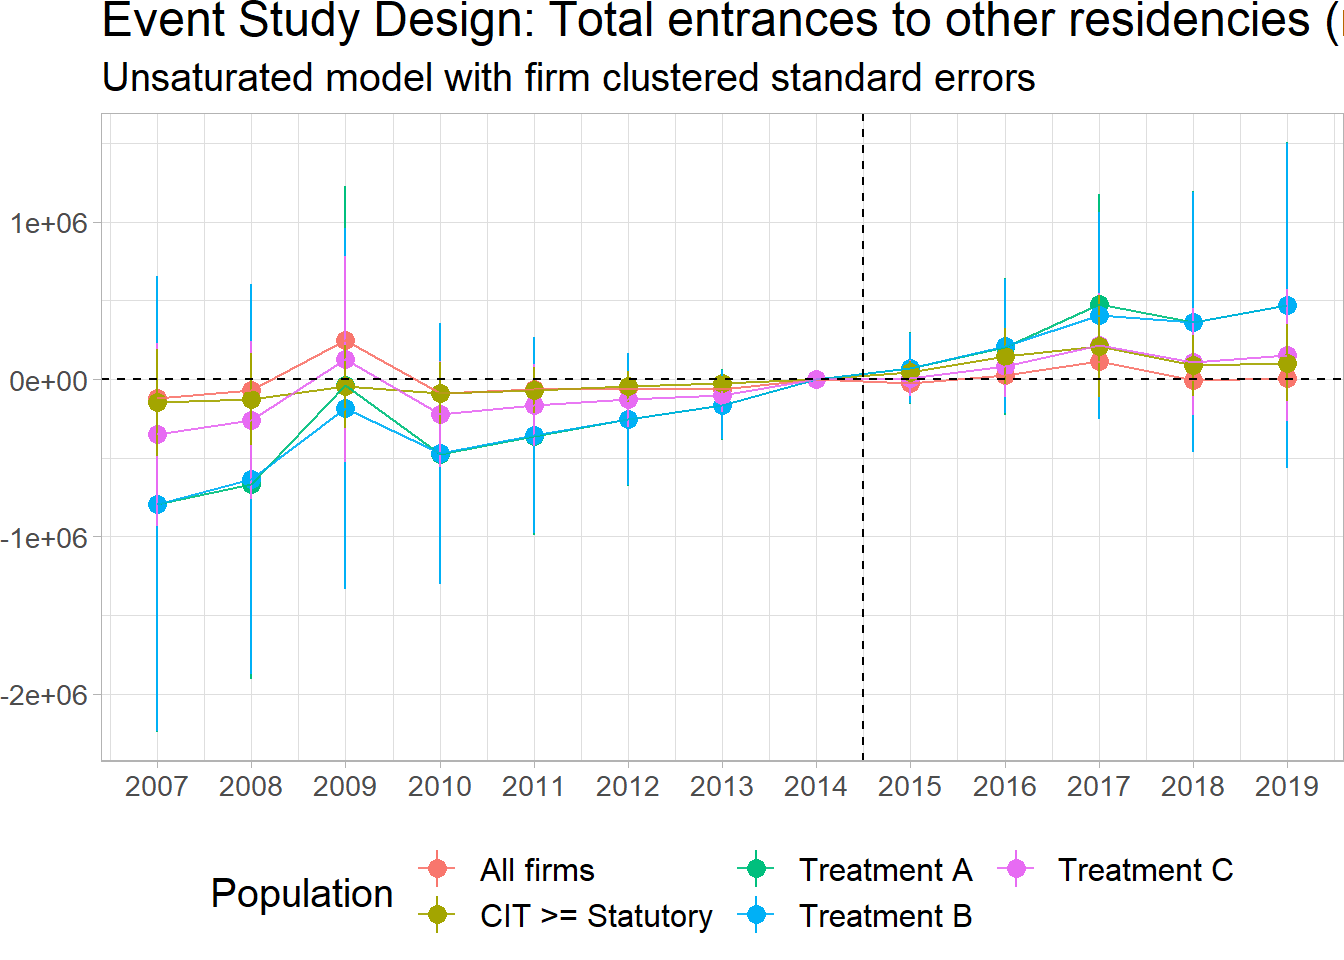 Event Study Design: Total entrances to other residencies (
Unsaturated model with firm clustered standard errors
1e+06
0e+00
-1e+06
-2e+06
2007 2008 2009 2010 2011 2012 2013 2014 2015 2016 2017 2018 2019
Population
All firms
CIT >= Statutory
Treatment A
Treatment B
Treatment C